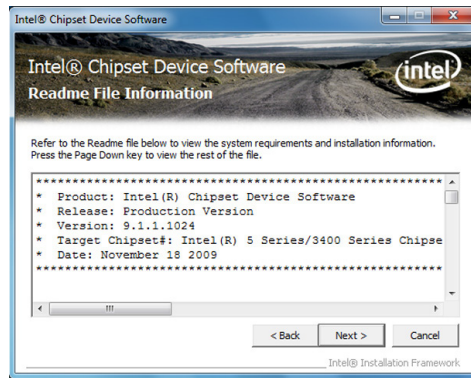 Intel® Chipset Device Software
Intel® Chipset Device Software
intel
Readme File Information
Refer to the Readme file below to view the system requirements and installation information.
Press the Page Down key to view the rest of the file.
************************************************************
* Product: Intel(R) Chipset Device Software
* Release: Production Version
* Version: 9.1.1.1024
* Target Chipset#: Intel(R) 5 Series/3400 Series Chipse
* Date: November 18 2009
************************************************************
< Back Next > Cancel
Intel® Installation Framework